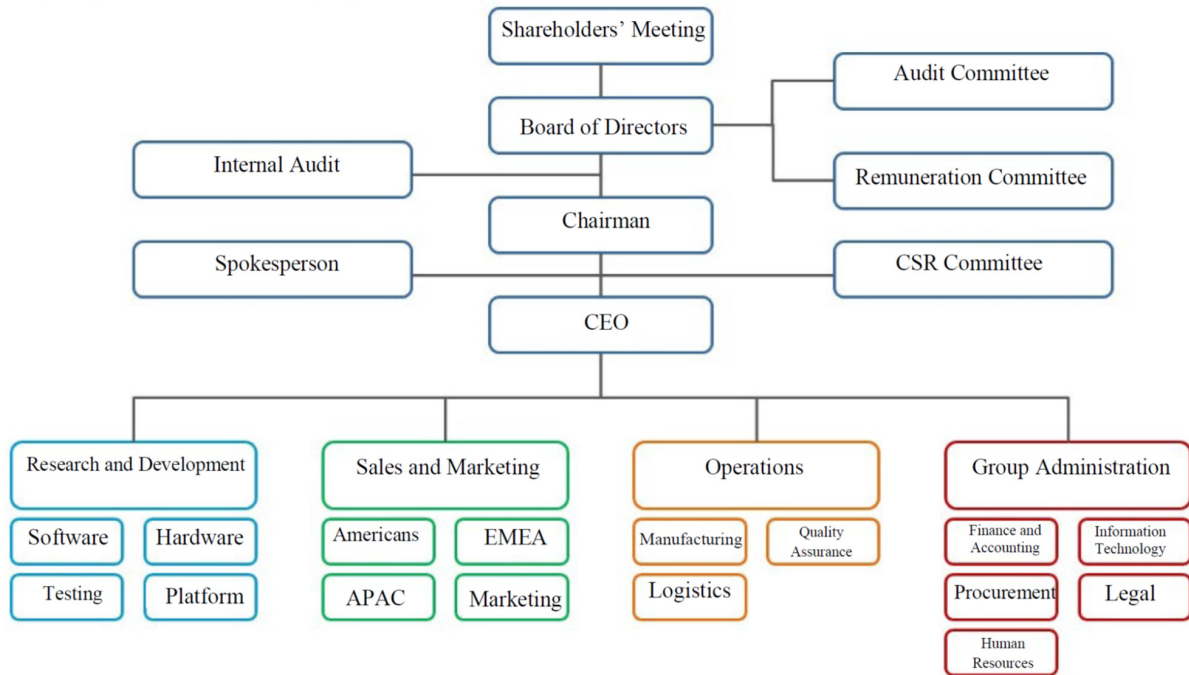 Shareholders’ Meeting
Audit Committee
Board of Directors
Internal Audit
Remuneration Committee
Chairman
Spokesperson
CSR Committee
CEO
Research and Development
Sales and Marketing
Operations
Group Administration
Software
Hardware
Testing
Platform
Americans
EMEA
APAC
Marketing
Manufacturing
Quality
Assurance
Logistics
Finance and
Accounting
Information
Technology
Procurement
Legal
Human
Resources